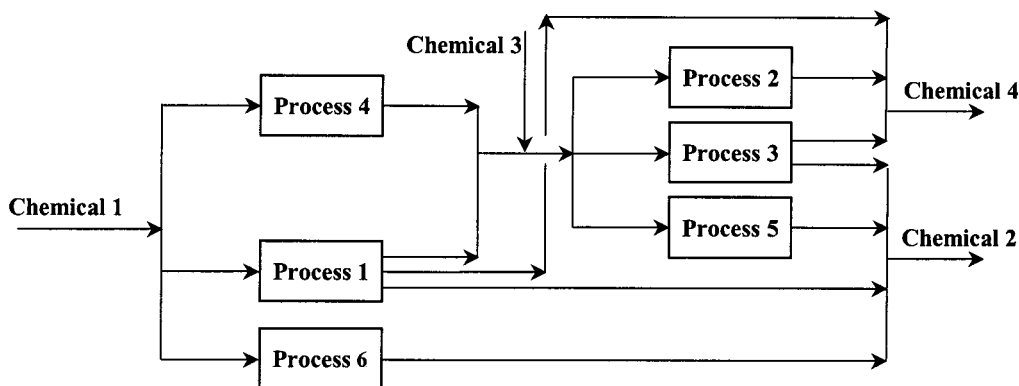 Chemical 3
Process 2
Process 4
Chemical 4
Process 3
Chemical 1
Process 5
Chemical 2
Process 1
Process 6